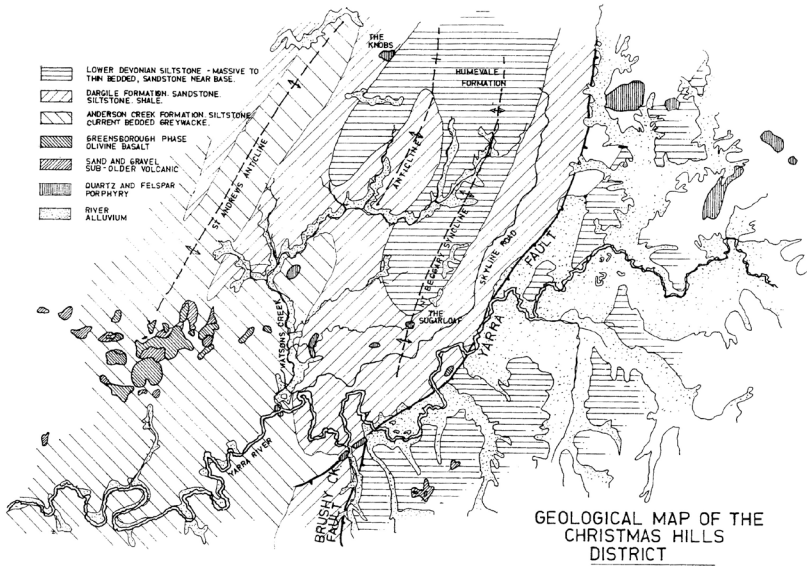 THE
KNOBS
HUMEVALE
FORMATION
LOWER DEVONIAN SILTSTONE - MASSIVE TO
THIN BEDDED, SANDSTONE NEAR BASE.
DARGILE FORMATION. SANDSTONE.
SILTSTONE. SHALE.
ANDERSON CREEK FORMATION. SILTSTONE
CURRENT BEDDED GREYWACKE.
GREENSBOROUGH PHASE
OLIVINE BASALT
SAND AND GRAVEL
SUB-OLDER VOLCANIC
QUARTZ AND FELSPAR
PORPHYRY
RIVER
ALLUVIUM
ST ANDREWS ANTICLINE
ANTICLINE
MT BEGGARY SYNCLINE
SKYLINE ROAD
YARRA FAULT
THE
SUGARLOAF
WATSONS CREEK
YARRA RIVER
BRUSHY CK
FAULT
GEOLOGICAL MAP OF THE
CHRISTMAS HILLS
DISTRICT